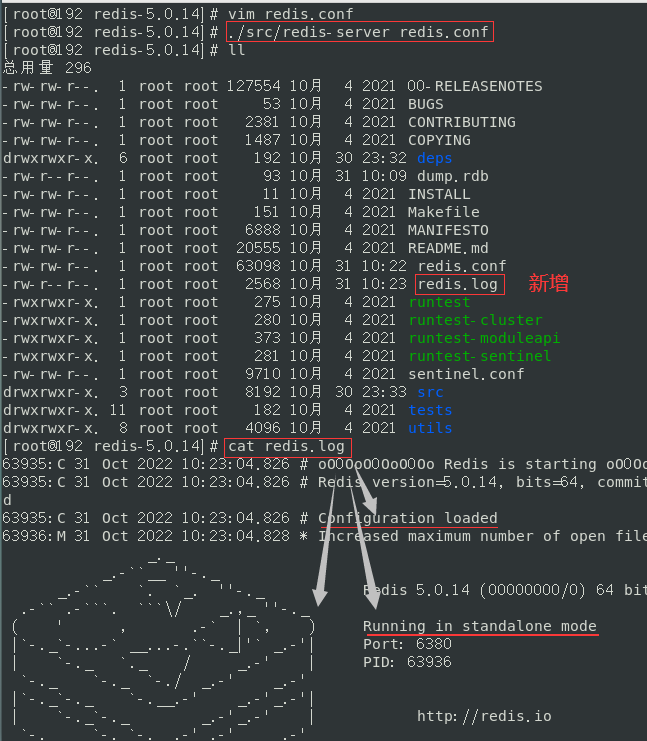 [root@192 redis-5.0.14]# vim redis.conf
[root@192 redis-5.0.14]# ./src/redis-server redis.conf
[root@192 redis-5.0.14]# ll
总用量 296
-rw-rw-r--.  1 root root 127554 10月  4 2021 00-RELEASENOTES
-rw-rw-r--.  1 root root     53 10月  4 2021 BUGS
-rw-rw-r--.  1 root root   2381 10月  4 2021 CONTRIBUTING
-rw-rw-r--.  1 root root   1487 10月  4 2021 COPYING
drwxrwxr-x.  6 root root    192 10月 30 23:32 deps
-rw-r--r--.  1 root root     93 10月 31 10:09 dump.rdb
-rw-rw-r--.  1 root root     11 10月  4 2021 INSTALL
-rw-rw-r--.  1 root root    151 10月  4 2021 Makefile
-rw-rw-r--.  1 root root   6888 10月  4 2021 MANIFESTO
-rw-rw-r--.  1 root root  20555 10月  4 2021 README.md
-rw-rw-r--.  1 root root  63098 10月 31 10:22 redis.conf
-rw-r--r--.  1 root root   2568 10月 31 10:23 redis.log 新增
-rwxrwxr-x.  1 root root    275 10月  4 2021 runtest
-rwxrwxr-x.  1 root root    280 10月  4 2021 runtest-cluster
-rwxrwxr-x.  1 root root    373 10月  4 2021 runtest-moduleapi
-rwxrwxr-x.  1 root root    281 10月  4 2021 runtest-sentinel
-rw-rw-r--.  1 root root   9710 10月  4 2021 sentinel.conf
drwxrwxr-x.  3 root root   8192 10月 30 23:33 src
drwxrwxr-x. 11 root root    182 10月  4 2021 tests
drwxrwxr-x.  8 root root   4096 10月  4 2021 utils
[root@192 redis-5.0.14]# cat redis.log
63935:C 31 Oct 2022 10:23:04.826 # oO0OoO0OoO0Oo Redis is starting oO0O
63935:C 31 Oct 2022 10:23:04.826 # Redis version=5.0.14, bits=64, commit
d
63935:C 31 Oct 2022 10:23:04.826 # Configuration loaded
63936:M 31 Oct 2022 10:23:04.828 * Increased maximum number of open file
Redis 5.0.14 (00000000/0) 64 bit
Running in standalone mode
Port: 6380
PID: 63936
http://redis.io